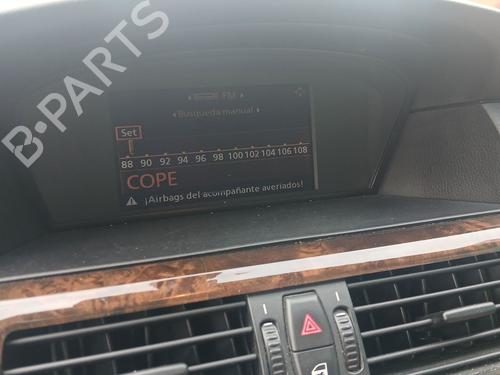 FM
Busqueda manual
Set
88 90 92 94 96 98 100 102 104 106 108
COPE
¡Airbags del acompañante averiados!
B-PARTS